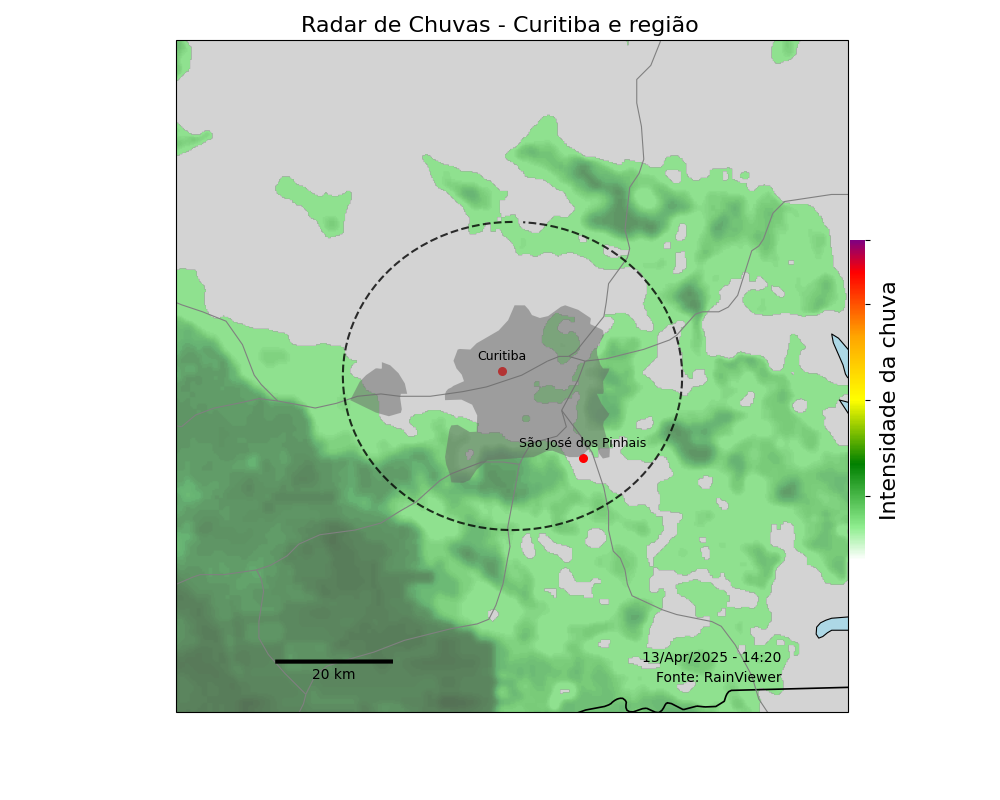 Radar de Chuvas - Curitiba e região
Curitiba
São José dos Pinhais
Intensidade da chuva
13/Apr/2025 - 14:20
20 km
Fonte: RainViewer